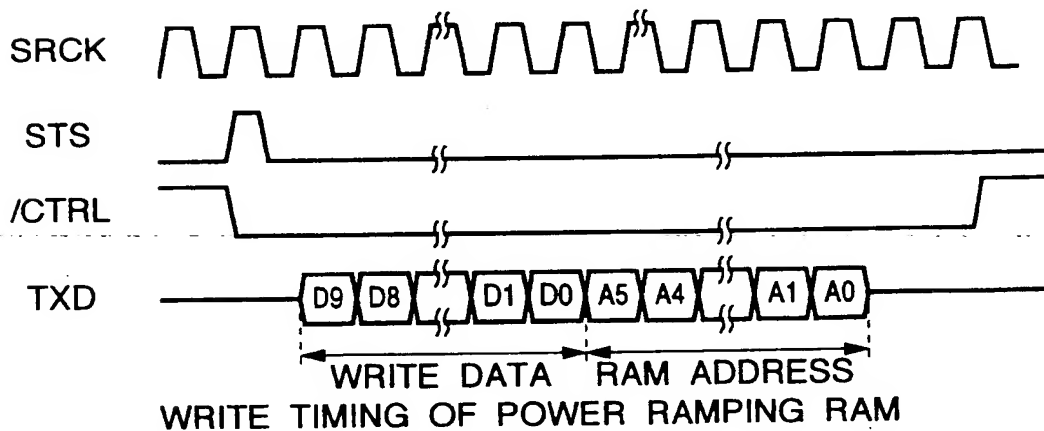 SRCK
STS
/CTRL
TXD D9 D8 D1 D0 A5 A4 A1 A0
WRITE DATA RAM ADDRESS
WRITE TIMING OF POWER RAMPING RAM